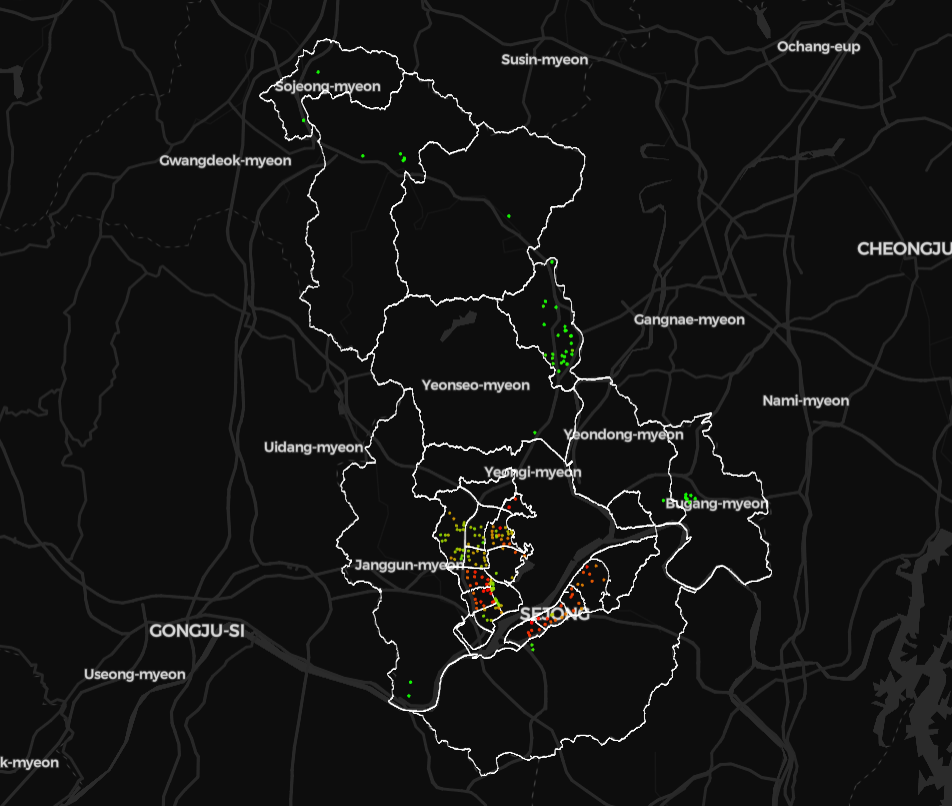 Ochang-eup
Susin-myeon
Sojeong-myeon
Gwangdeok-myeon
CHEONGJU
Gangnae-myeon
Yeonseo-myeon
Nami-myeon
Yeondong-myeon
Uidang-myeon
Yeongi-myeon
Bugang-myeon
Janggun-myeon
SEJONG
GONGJU-SI
Useong-myeon
k-myeon